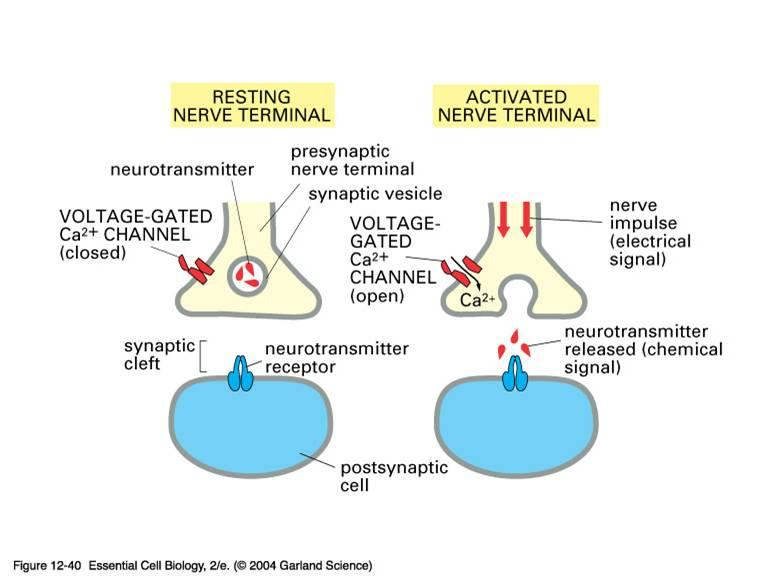 RESTING
NERVE TERMINAL
ACTIVATED
NERVE TERMINAL
neurotransmitter
presynaptic
nerve terminal
synaptic vesicle
VOLTAGE-GATED
Ca²⁺ CHANNEL
(closed)
VOLTAGE-
GATED
Ca²⁺
CHANNEL
(open)
nerve
impulse
(electrical
signal)
Ca²⁺
synaptic
cleft
neurotransmitter
receptor
neurotransmitter
released (chemical
signal)
postsynaptic
cell
Figure 12-40 Essential Cell Biology, 2/e. (© 2004 Garland Science)